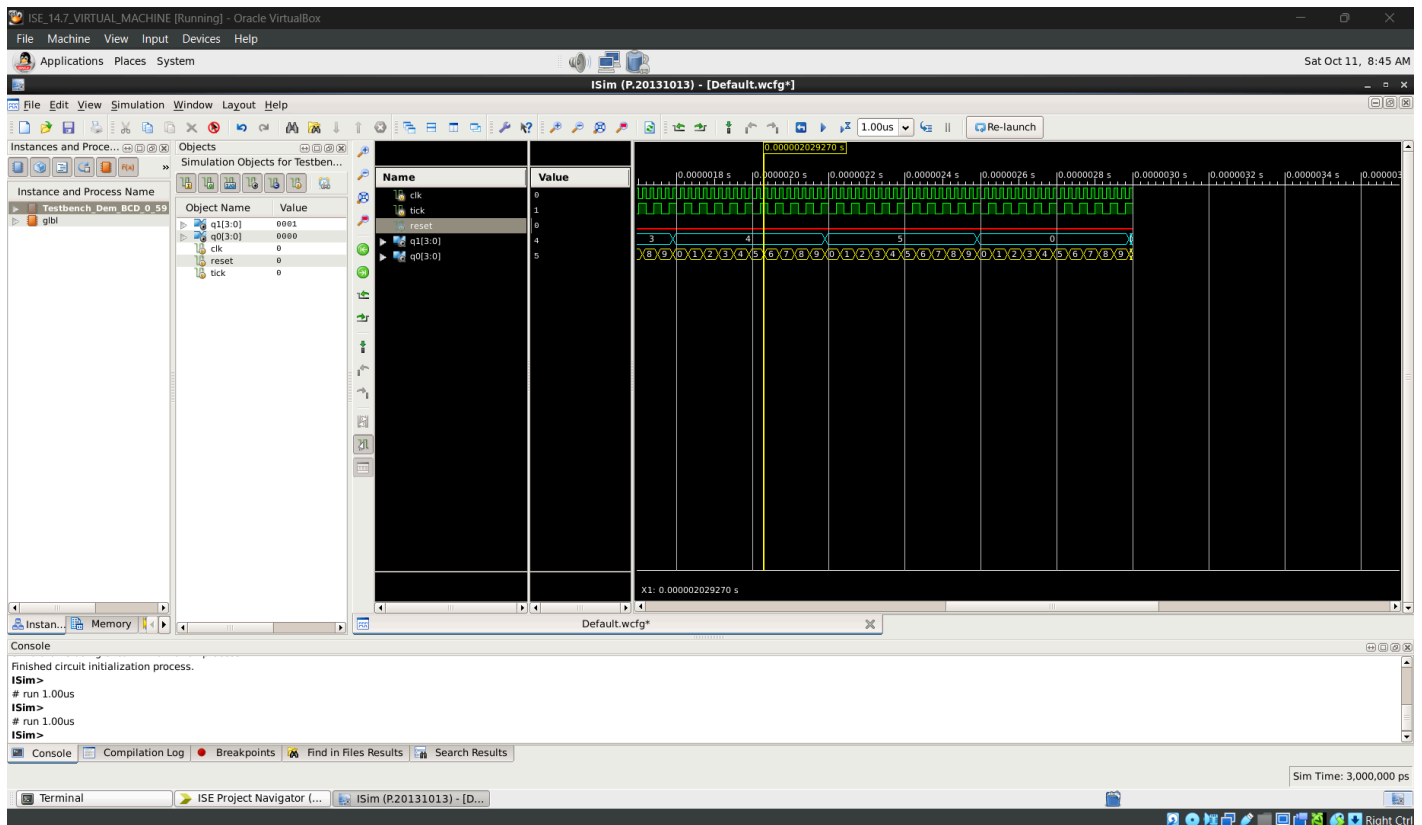 ISE_14.7_VIRTUAL_MACHINE [Running] - Oracle VirtualBox
File Machine View Input Devices Help
Applications Places System
Sat Oct 11, 8:45 AM
ISim (P.20131013) - [Default.wcfg*]
File Edit View Simulation Window Layout Help
1.00us
Re-launch
Instances and Proce...
Objects
Simulation Objects for Testben...
Instance and Process Name
Testbench_Dem_BCD_0_59
glbl
Object Name Value
q1[3:0] 0001
q0[3:0] 0000
clk 0
reset 0
tick 0
Name Value
clk 0
tick 1
reset 0
q1[3:0] 4
q0[3:0] 5
0.000002029270 s
0.0000018 s 0.0000020 s 0.0000022 s 0.0000024 s 0.0000026 s 0.0000028 s 0.0000030 s 0.0000032 s 0.0000034 s 0.000003
3 4 5 0
8 9 0 1 2 3 4 5 6 7 8 9 0 1 2 3 4 5 6 7 8 9 0 1 2 3 4 5 6 7 8 9
X1: 0.000002029270 s
Instan... Memory
Default.wcfg*
Console
Finished circuit initialization process.
ISim>
# run 1.00us
ISim>
# run 1.00us
ISim>
Console Compilation Log Breakpoints Find in Files Results Search Results
Sim Time: 3,000,000 ps
Terminal
ISE Project Navigator (...
ISim (P.20131013) - [D...
Right Ctrl